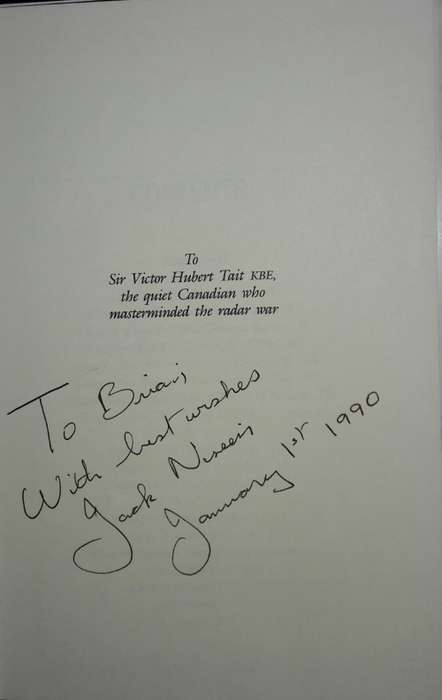 To
Sir Victor Hubert Tait KBE,
the quiet Canadian who
masterminded the radar war
To Brian,
With best wishes
Jack Nissen
January 1st 1990